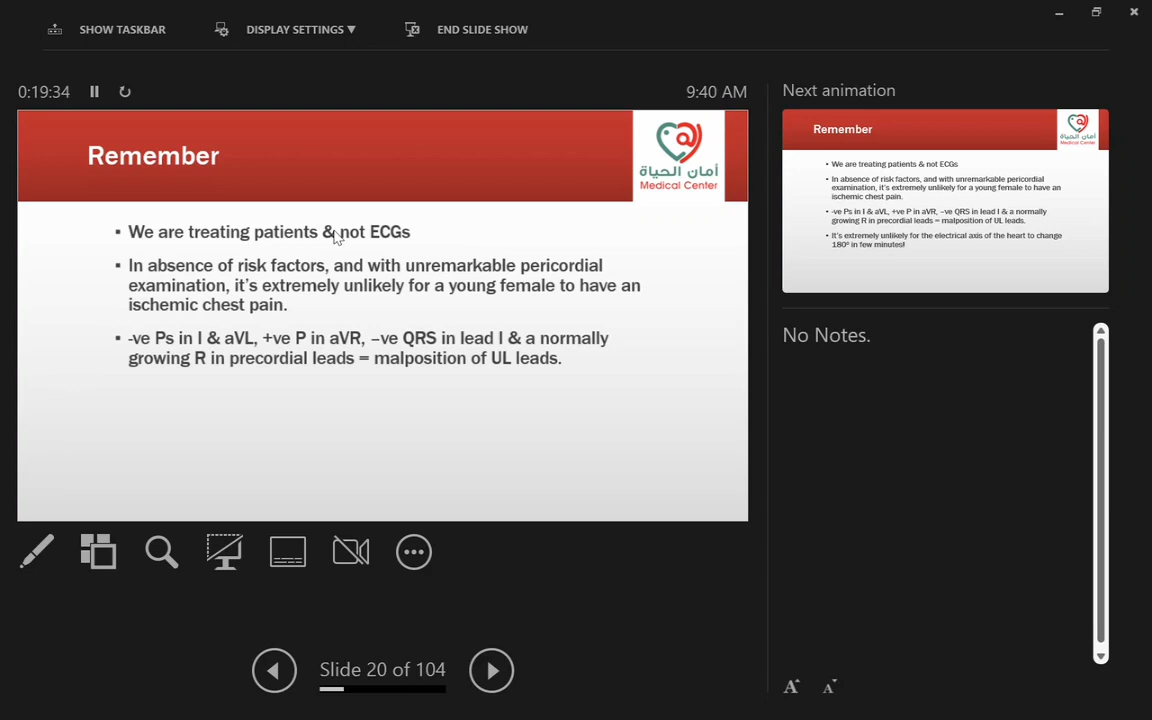 SHOW TASKBAR
DISPLAY SETTINGS ▼
END SLIDE SHOW
0:19:34
9:40 AM
Remember
أمان الحياة
Medical Center
▪ We are treating patients & not ECGs
▪ In absence of risk factors, and with unremarkable pericordial
examination, it's extremely unlikely for a young female to have an
ischemic chest pain.
▪ -ve Ps in I & aVL, +ve P in aVR, –ve QRS in lead I & a normally
growing R in precordial leads = malposition of UL leads.
Slide 20 of 104
Next animation
Remember
أمان الحياة
Medical Center
▪ We are treating patients & not ECGs
▪ In absence of risk factors, and with unremarkable pericordial
examination, it's extremely unlikely for a young female to have an
ischemic chest pain.
▪ -ve Ps in I & aVL, +ve P in aVR, –ve QRS in lead I & a normally
growing R in precordial leads = malposition of UL leads.
▪ It's extremely unlikely for the electrical axis of the heart to change
180º in few minutes!
No Notes.
A A